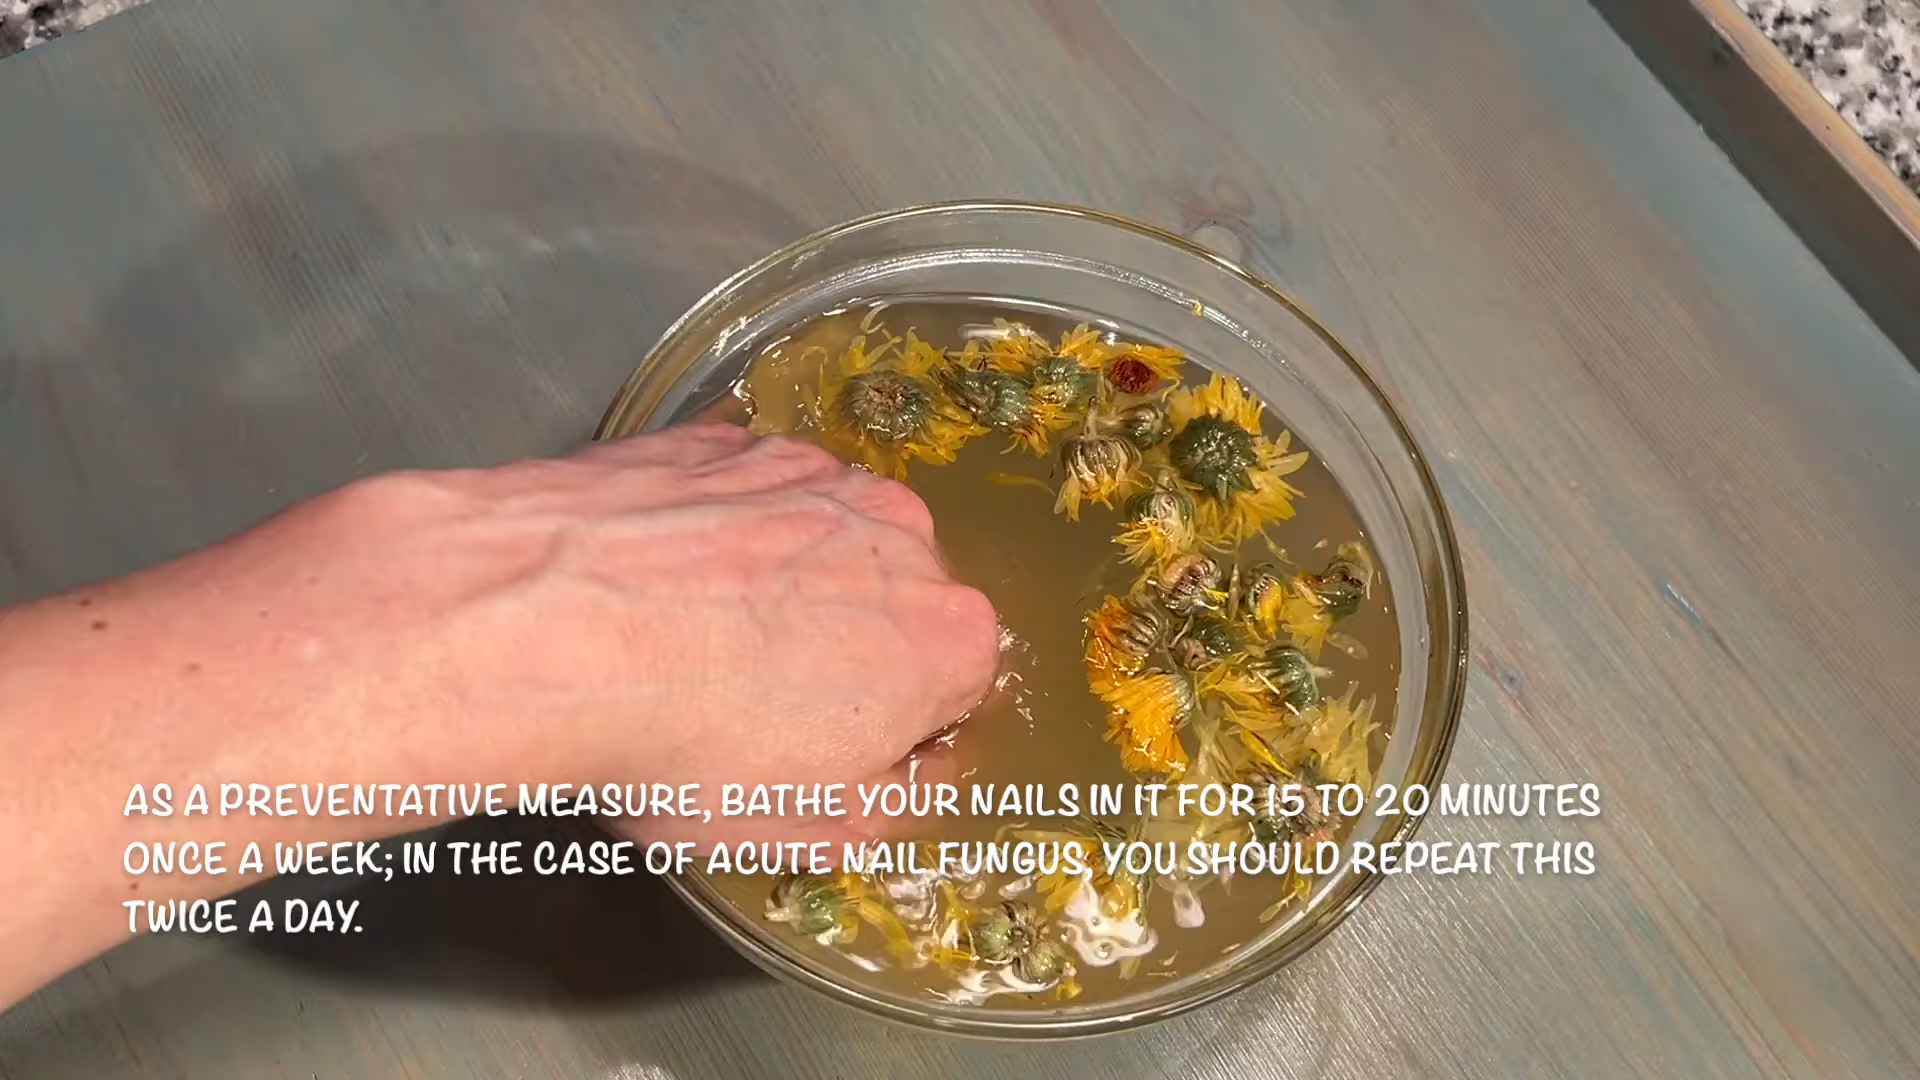 AS A PREVENTATIVE MEASURE, BATHE YOUR NAILS IN IT FOR 15 TO 20 MINUTES
ONCE A WEEK; IN THE CASE OF ACUTE NAIL FUNGUS, YOU SHOULD REPEAT THIS
TWICE A DAY.